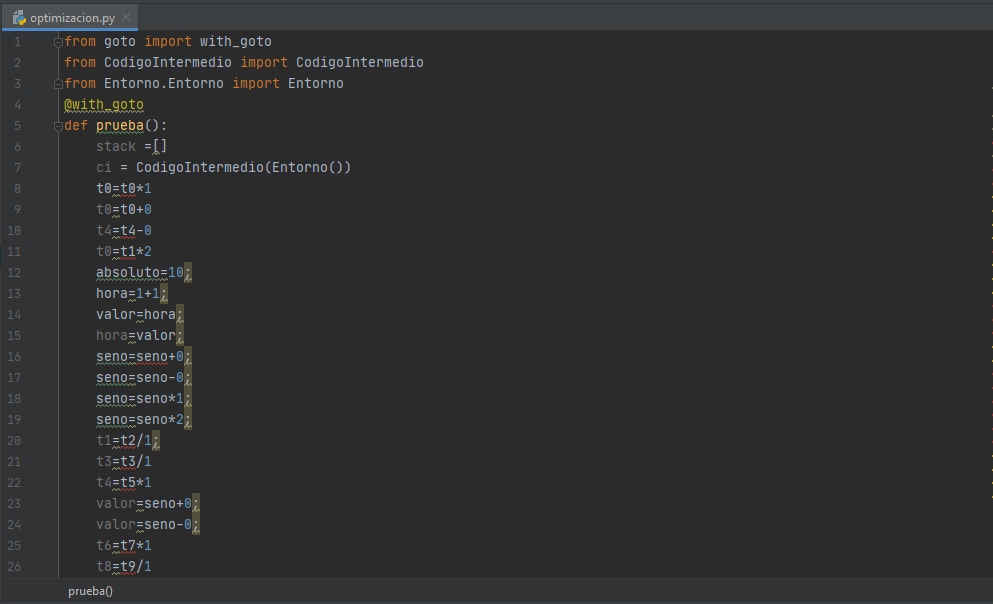 optimizacion.py
1 from goto import with_goto
2 from CodigoIntermedio import CodigoIntermedio
3 from Entorno.Entorno import Entorno
4 @with_goto
5 def prueba():
6 stack =[]
7 ci = CodigoIntermedio(Entorno())
8 t0=t0*1
9 t0=t0+0
10 t4=t4-0
11 t0=t1*2
12 absoluto=10;
13 hora=1+1;
14 valor=hora;
15 hora=valor;
16 seno=seno+0;
17 seno=seno-0;
18 seno=seno*1;
19 seno=seno*2;
20 t1=t2/1;
21 t3=t3/1
22 t4=t5*1
23 valor=seno+0;
24 valor=seno-0;
25 t6=t7*1
26 t8=t9/1
prueba()